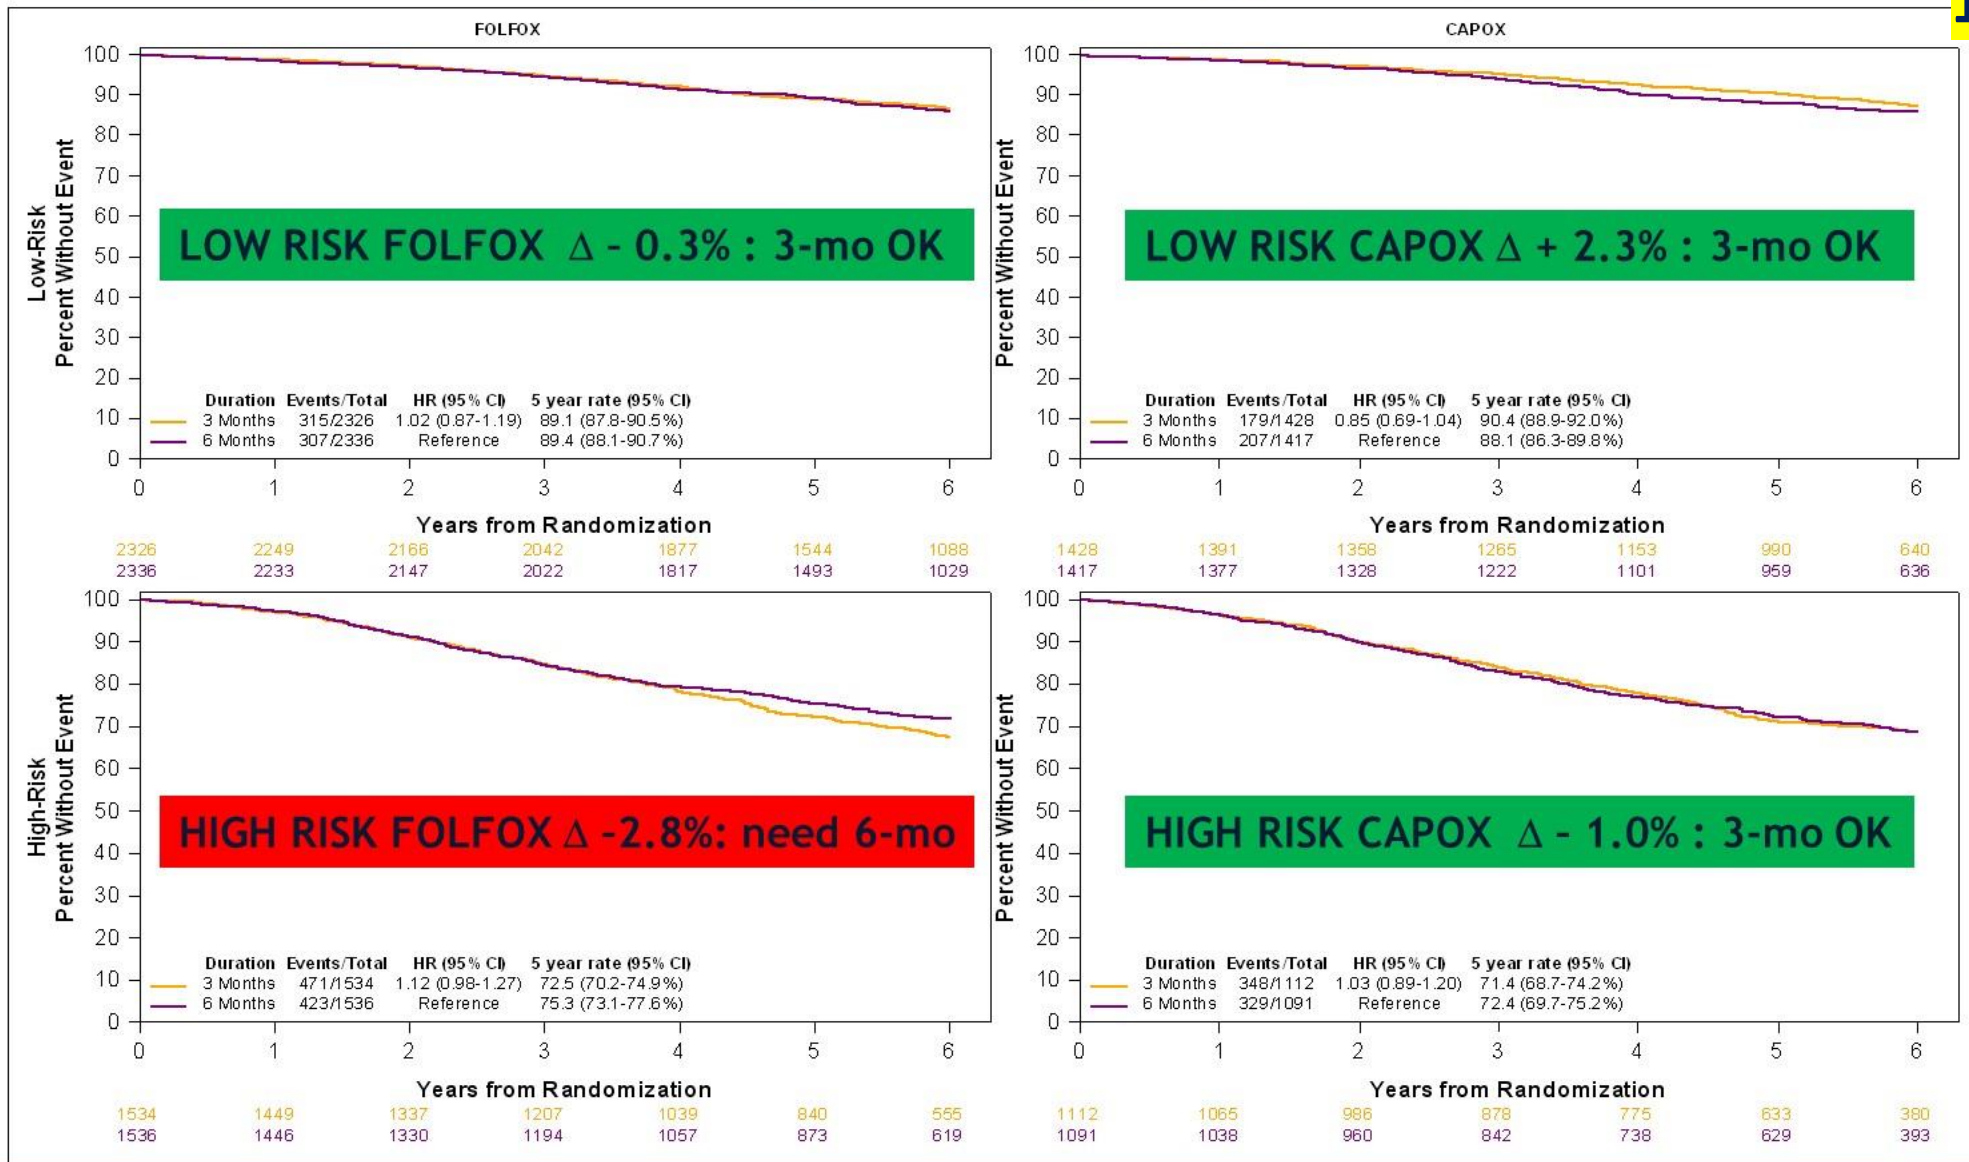 FOLFOX
100
90
80
70
60
50
40
30
20
10
0
Low-Risk
Percent Without Event
LOW RISK FOLFOX Δ - 0.3% : 3-mo OK
Duration Events/Total HR (95% CI) 5 year rate (95% CI)
3 Months 315/2326 1.02 (0.87-1.19) 89.1 (87.8-90.5%)
6 Months 307/2336 Reference 89.4 (88.1-90.7%)
0 1 2 3 4 5 6
Years from Randomization
2326 2249 2166 2042 1877 1544 1088
2336 2233 2147 2022 1817 1493 1029
CAPOX
100
90
80
70
60
50
40
30
20
10
0
Percent Without Event
LOW RISK CAPOX Δ + 2.3% : 3-mo OK
Duration Events/Total HR (95% CI) 5 year rate (95% CI)
3 Months 179/1428 0.85 (0.69-1.04) 90.4 (88.9-92.0%)
6 Months 207/1417 Reference 88.1 (86.3-89.8%)
0 1 2 3 4 5 6
Years from Randomization
1428 1391 1358 1265 1153 990 640
1417 1377 1328 1222 1101 959 636
100
90
80
70
60
50
40
30
20
10
0
High-Risk
Percent Without Event
HIGH RISK FOLFOX Δ -2.8%: need 6-mo
Duration Events/Total HR (95% CI) 5 year rate (95% CI)
3 Months 471/1534 1.12 (0.98-1.27) 72.5 (70.2-74.9%)
6 Months 423/1536 Reference 75.3 (73.1-77.6%)
0 1 2 3 4 5 6
Years from Randomization
1534 1449 1337 1207 1039 840 555
1536 1446 1330 1194 1057 873 619
100
90
80
70
60
50
40
30
20
10
0
Percent Without Event
HIGH RISK CAPOX Δ - 1.0% : 3-mo OK
Duration Events/Total HR (95% CI) 5 year rate (95% CI)
3 Months 348/1112 1.03 (0.89-1.20) 71.4 (68.7-74.2%)
6 Months 329/1091 Reference 72.4 (69.7-75.2%)
0 1 2 3 4 5 6
Years from Randomization
1112 1065 986 878 775 633 380
1091 1038 960 842 738 629 393